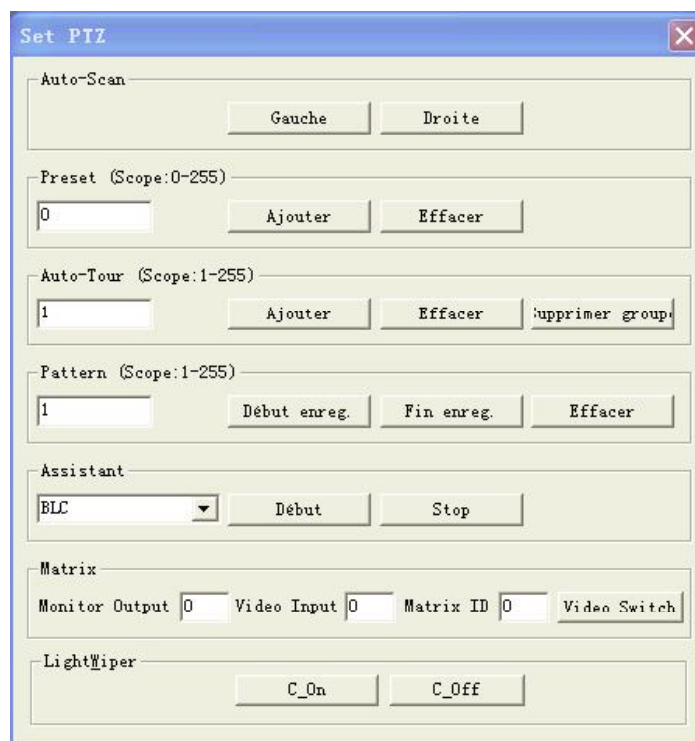 Set PTZ
Auto-Scan
Gauche Droite
Preset (Scope:0-255)
0 Ajouter Effacer
Auto-Tour (Scope:1-255)
1 Ajouter Effacer Supprimer groupe
Pattern (Scope:1-255)
1 Début enreg. Fin enreg. Effacer
Assistant
BLC Début Stop
Matrix
Monitor Output 0 Video Input 0 Matrix ID 0 Video Switch
LightWiper
C_On C_Off